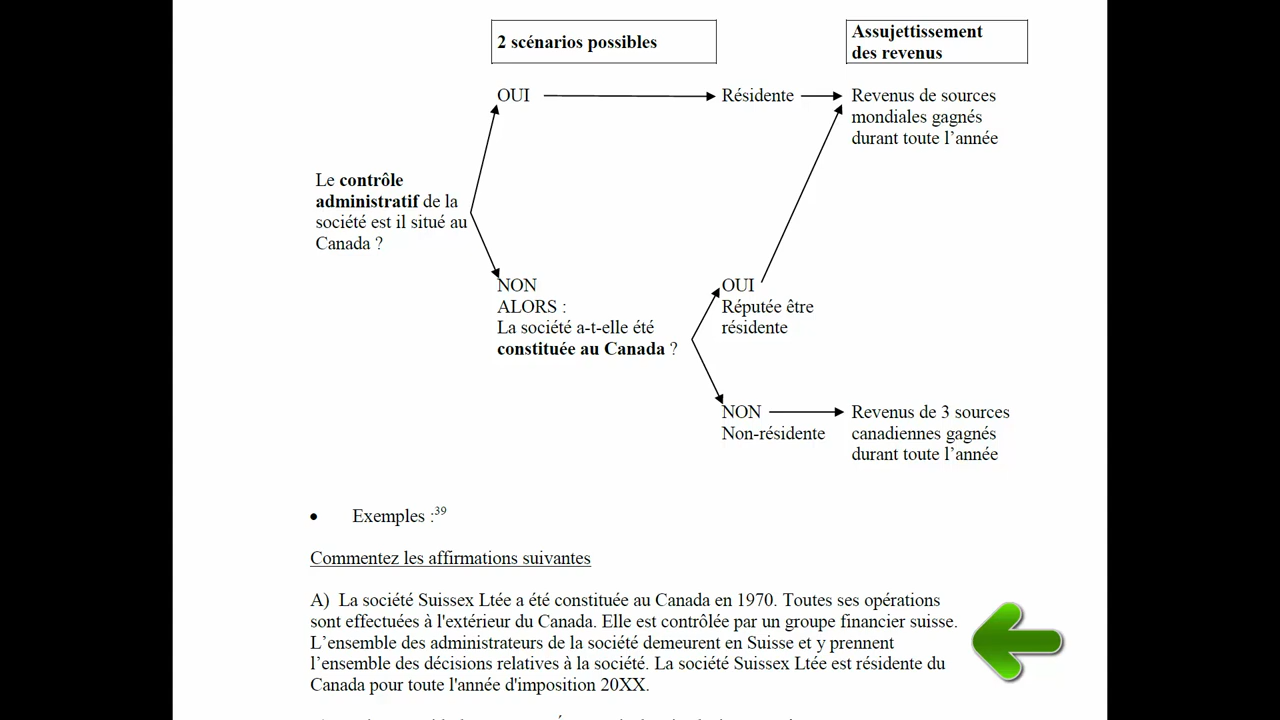 2 scénarios possibles
Assujettissement
des revenus
OUI
Résidente
Revenus de sources
mondiales gagnés
durant toute l’année
Le contrôle
administratif de la
société est il situé au
Canada ?
NON
ALORS :
La société a-t-elle été
constituée au Canada ?
OUI
Réputée être
résidente
NON
Non-résidente
Revenus de 3 sources
canadiennes gagnés
durant toute l’année
• Exemples :39
Commentez les affirmations suivantes
A) La société Suissex Ltée a été constituée au Canada en 1970. Toutes ses opérations
sont effectuées à l'extérieur du Canada. Elle est contrôlée par un groupe financier suisse.
L’ensemble des administrateurs de la société demeurent en Suisse et y prennent
l’ensemble des décisions relatives à la société. La société Suissex Ltée est résidente du
Canada pour toute l'année d'imposition 20XX.